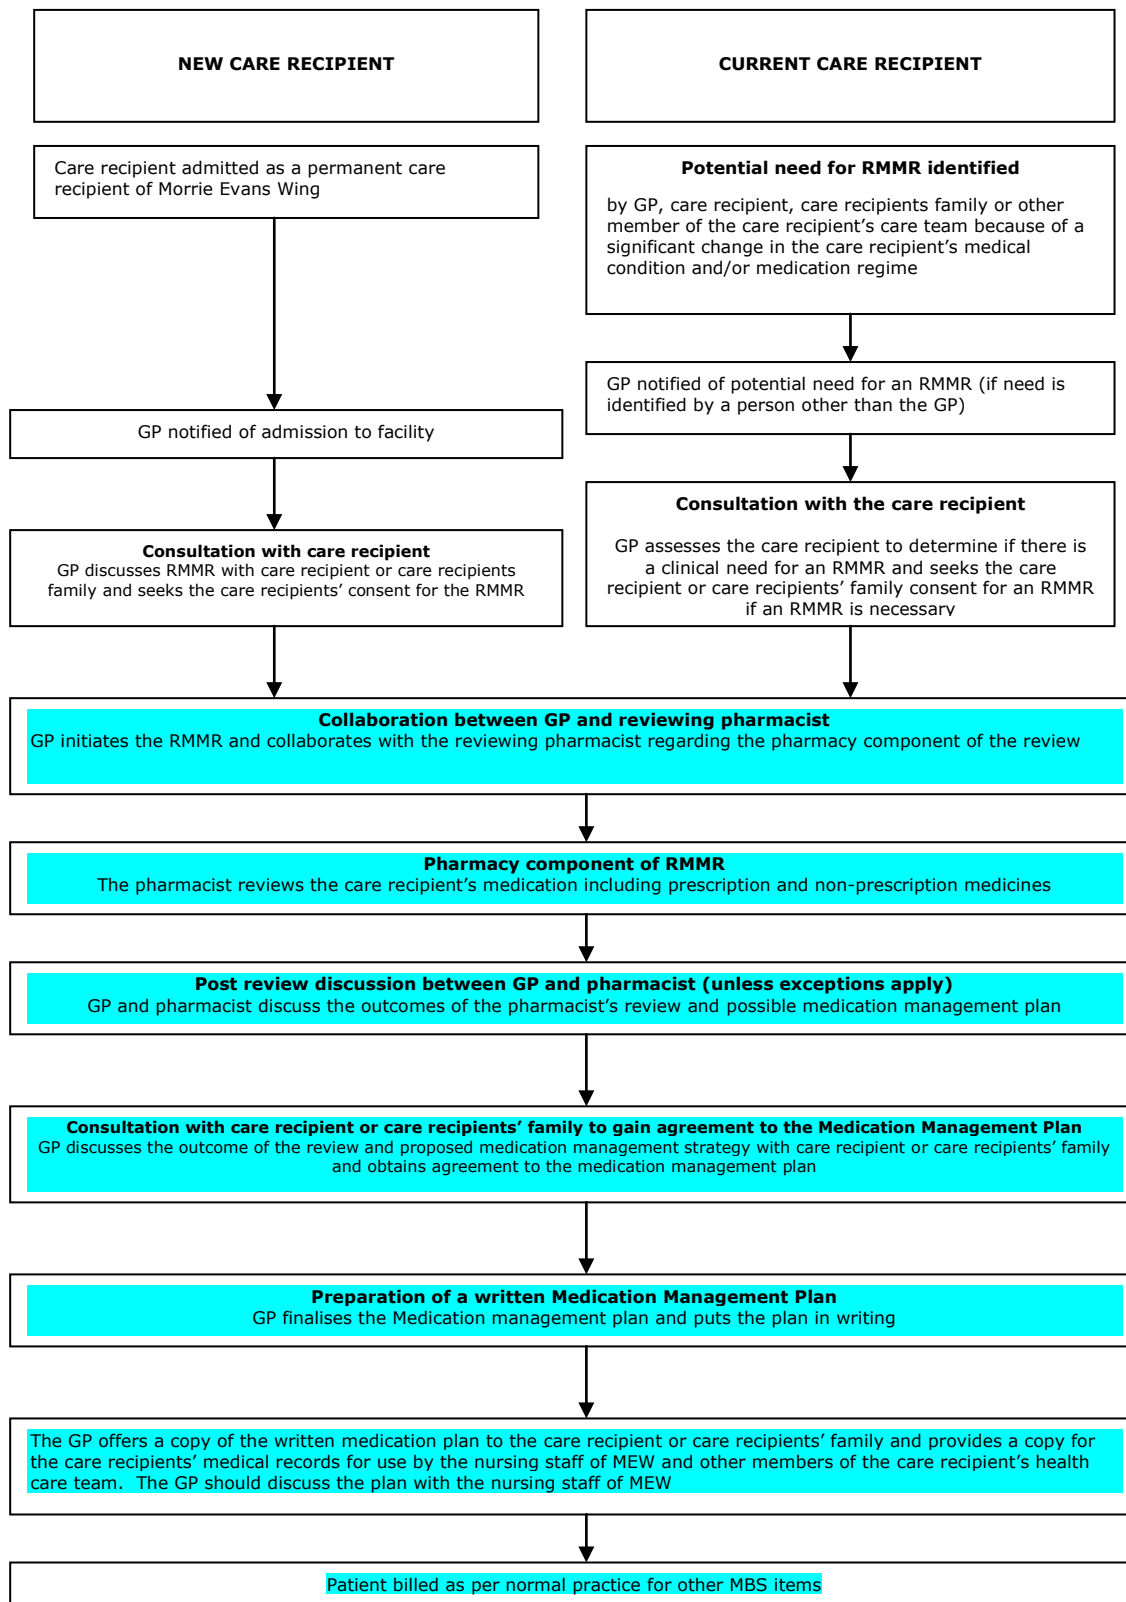 NEW CARE RECIPIENT
CURRENT CARE RECIPIENT
Care recipient admitted as a permanent care
recipient of Morrie Evans Wing
Potential need for RMMR identified
by GP, care recipient, care recipients family or other
member of the care recipient's care team because of a
significant change in the care recipient's medical
condition and/or medication regime
GP notified of potential need for an RMMR (if need is
identified by a person other than the GP)
GP notified of admission to facility
Consultation with the care recipient
GP assesses the care recipient to determine if there is
a clinical need for an RMMR and seeks the care
recipient or care recipients' family consent for an RMMR
if an RMMR is necessary
Consultation with care recipient
GP discusses RMMR with care recipient or care recipients
family and seeks the care recipients' consent for the RMMR
Collaboration between GP and reviewing pharmacist
GP initiates the RMMR and collaborates with the reviewing pharmacist regarding the pharmacy component of the review
Pharmacy component of RMMR
The pharmacist reviews the care recipient's medication including prescription and non-prescription medicines
Post review discussion between GP and pharmacist (unless exceptions apply)
GP and pharmacist discuss the outcomes of the pharmacist's review and possible medication management plan
Consultation with care recipient or care recipients' family to gain agreement to the Medication Management Plan
GP discusses the outcome of the review and proposed medication management strategy with care recipient or care recipients' family
and obtains agreement to the medication management plan
Preparation of a written Medication Management Plan
GP finalises the Medication management plan and puts the plan in writing
The GP offers a copy of the written medication plan to the care recipient or care recipients' family and provides a copy for
the care recipients' medical records for use by the nursing staff of MEW and other members of the care recipient's health
care team.  The GP should discuss the plan with the nursing staff of MEW
Patient billed as per normal practice for other MBS items